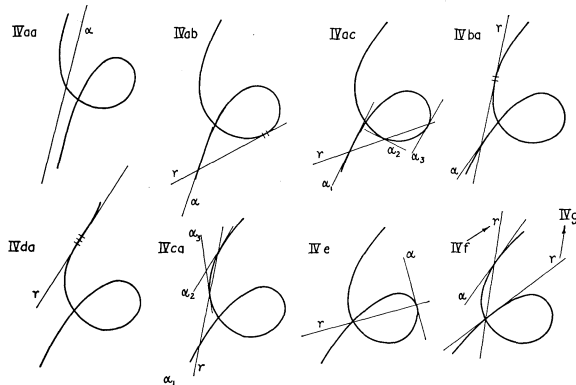 IVaa α
IVab r α
IVac r α₁ α₂ α₃
IVba r α
IVda r
IVca α₃ α₂ α₁ r
IVe r α
IVf r α r
IVg